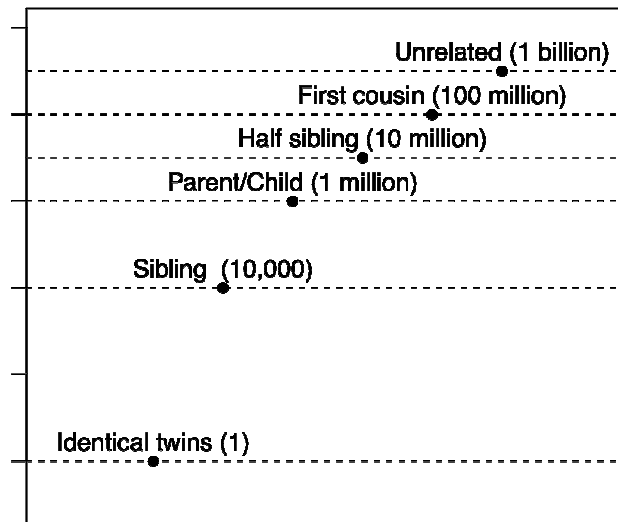 Unrelated (1 billion)
First cousin (100 million)
Half sibling (10 million)
Parent/Child (1 million)
Sibling (10,000)
Identical twins (1)